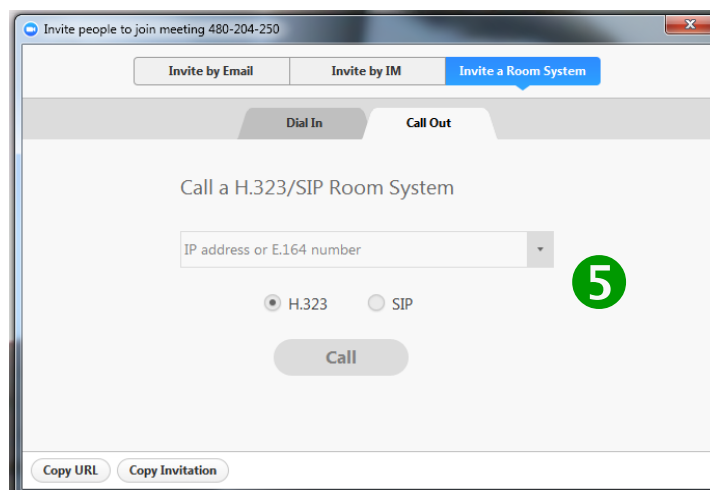 Invite people to join meeting 480-204-250
x
Invite by Email Invite by IM Invite a Room System
Dial In Call Out
Call a H.323/SIP Room System
IP address or E.164 number
5
H.323 SIP
Call
Copy URL Copy Invitation